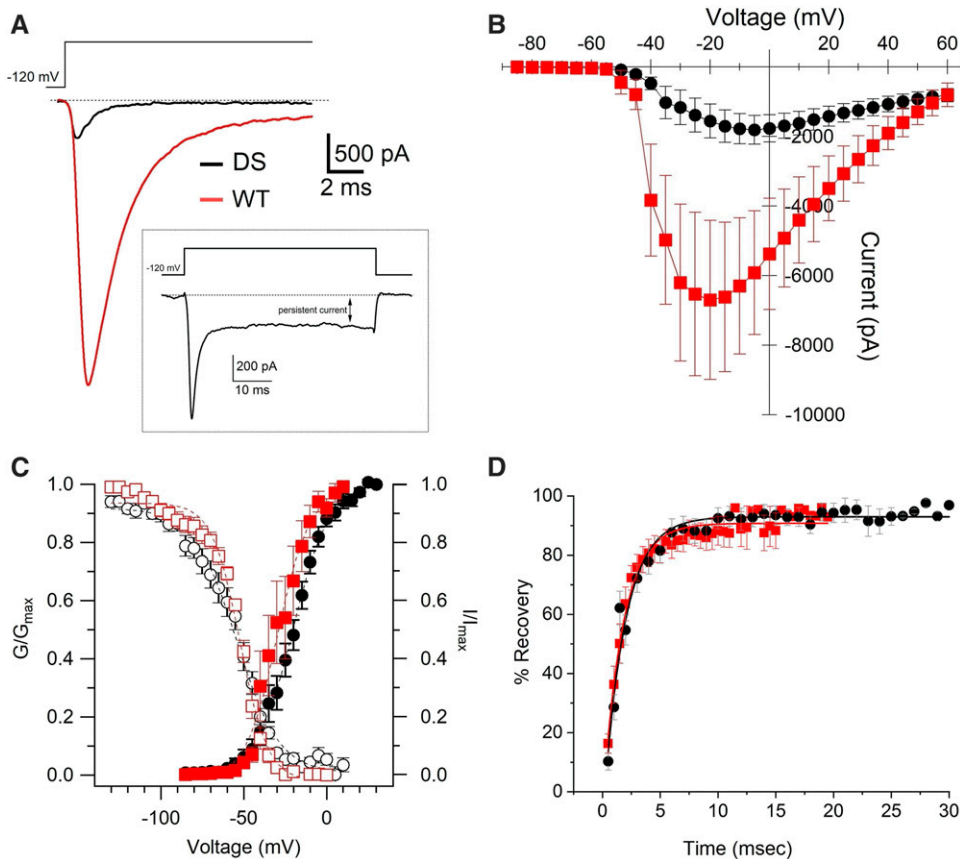 A
-120 mV
500 pA
2 ms
DS
WT
-120 mV
persistent current
200 pA
10 ms
B
Voltage (mV)
-80 -60 -40 -20 20 40 60
-2000
-4000
-6000
-8000
-10000
Current (pA)
C
1.0
0.8
0.6
0.4
0.2
0.0
G/Gmax
1.0
0.8
0.6
0.4
0.2
0.0
I/Imax
-100 -50 0
Voltage (mV)
D
100
80
60
40
20
0
% Recovery
0 5 10 15 20 25 30
Time (msec)